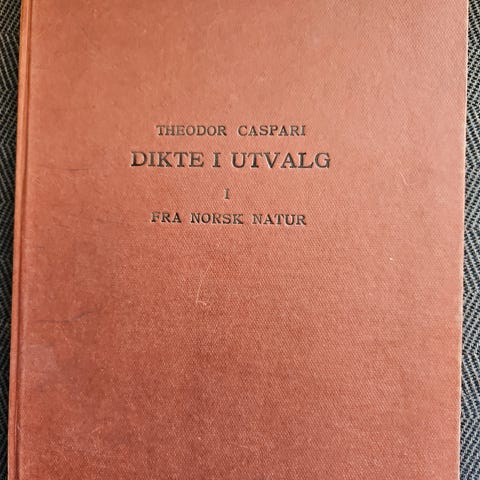 THEODOR CASPARI
DIKTE I UTVALG
I
FRA NORSK NATUR